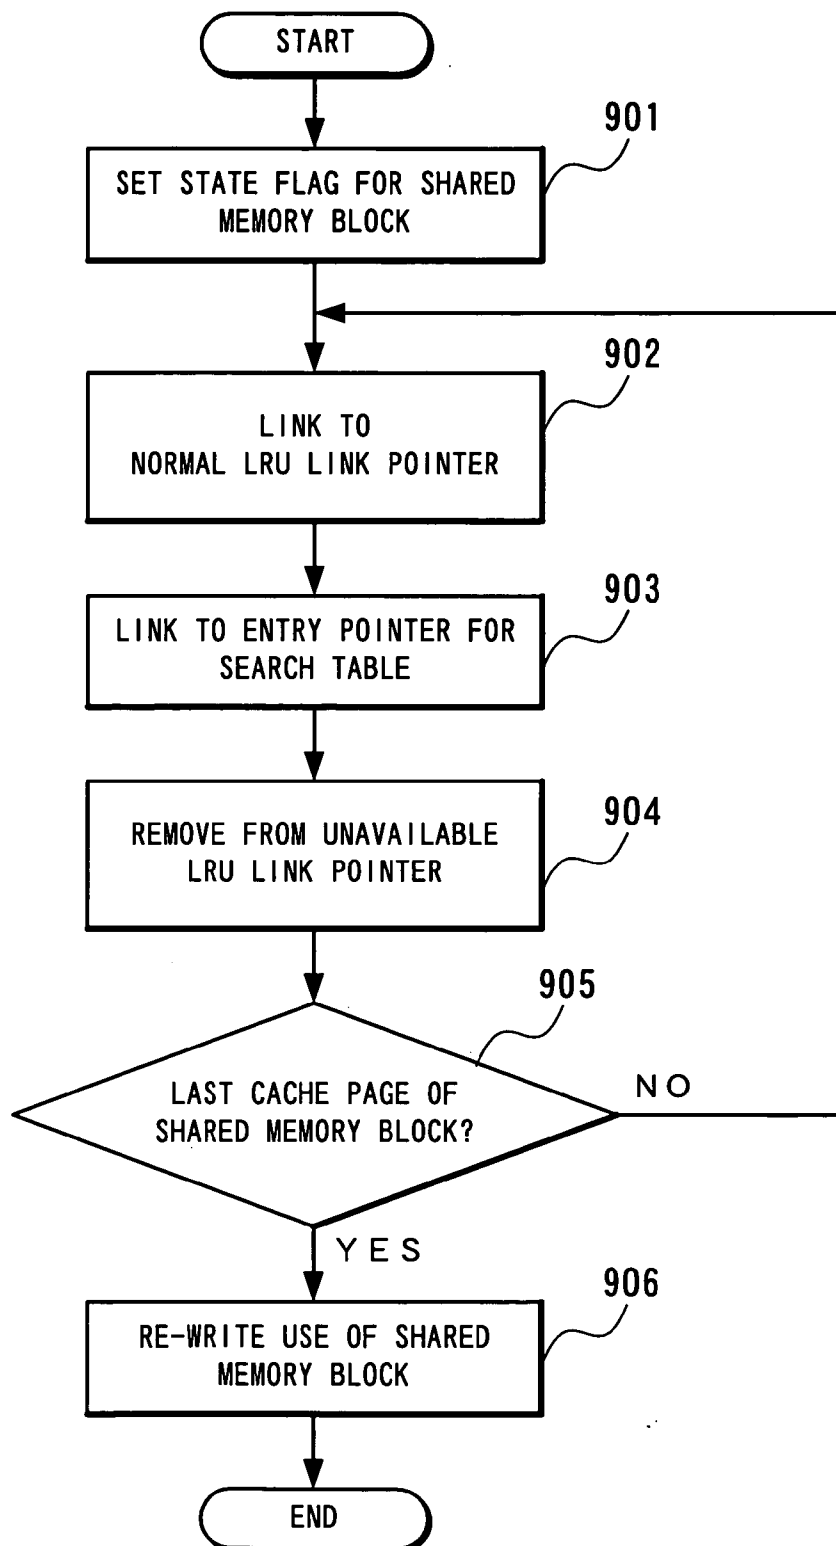 START
901
SET STATE FLAG FOR SHARED
MEMORY BLOCK
902
LINK TO
NORMAL LRU LINK POINTER
903
LINK TO ENTRY POINTER FOR
SEARCH TABLE
904
REMOVE FROM UNAVAILABLE
LRU LINK POINTER
905
LAST CACHE PAGE OF
SHARED MEMORY BLOCK?
NO
YES
906
RE-WRITE USE OF SHARED
MEMORY BLOCK
END